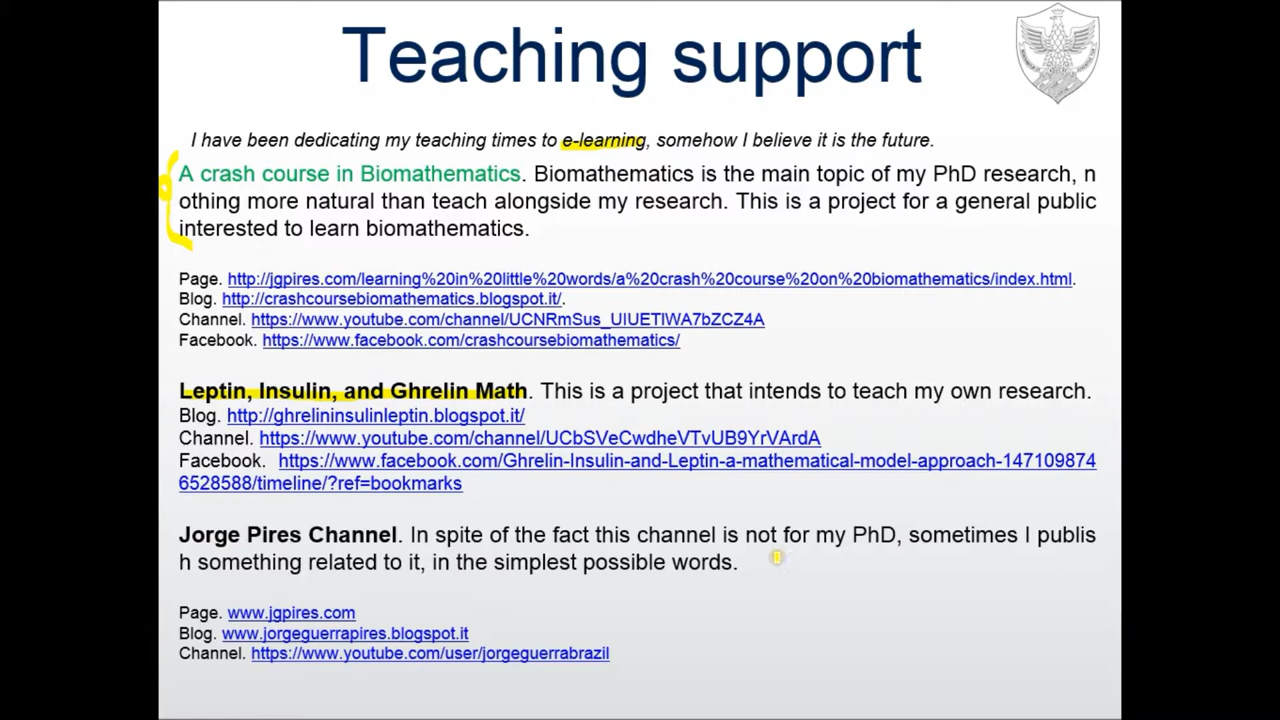 Teaching support
I have been dedicating my teaching times to e-learning, somehow I believe it is the future.
A crash course in Biomathematics. Biomathematics is the main topic of my PhD research, n
othing more natural than teach alongside my research. This is a project for a general public
interested to learn biomathematics.
Page. http://jgpires.com/learning%20in%20little%20words/a%20crash%20course%20on%20biomathematics/index.html.
Blog. http://crashcoursebiomathematics.blogspot.it/.
Channel. https://www.youtube.com/channel/UCNRmSus_UIUETIWA7bZCZ4A
Facebook. https://www.facebook.com/crashcoursebiomathematics/
Leptin, Insulin, and Ghrelin Math. This is a project that intends to teach my own research.
Blog. http://ghrelininsulinleptin.blogspot.it/
Channel. https://www.youtube.com/channel/UCbSVeCwdheVTvUB9YrVArdA
Facebook. https://www.facebook.com/Ghrelin-Insulin-and-Leptin-a-mathematical-model-approach-147109874
6528588/timeline/?ref=bookmarks
Jorge Pires Channel. In spite of the fact this channel is not for my PhD, sometimes I publis
h something related to it, in the simplest possible words.
Page. www.jgpires.com
Blog. www.jorgeguerrapires.blogspot.it
Channel. https://www.youtube.com/user/jorgeguerrabrazil